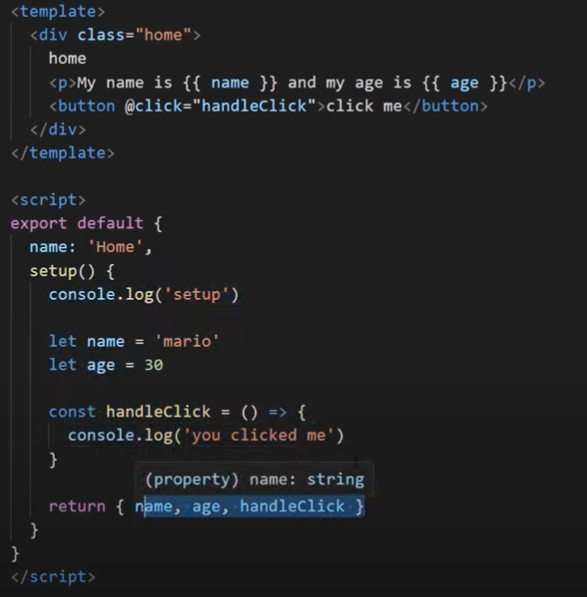 <template>
  <div class="home">
    home
    <p>My name is {{ name }} and my age is {{ age }}</p>
    <button @click="handleClick">click me</button>
  </div>
</template>

<script>
export default {
  name: 'Home',
  setup() {
    console.log('setup')

    let name = 'mario'
    let age = 30

    const handleClick = () => {
      console.log('you clicked me')
    }
(property) name: string
    return { name, age, handleClick }
  }
}
</script>